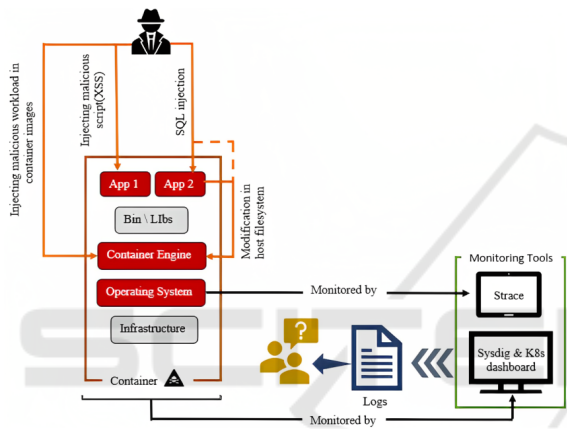 Injecting malicious workload in
container images
Injecting malicious
script(XSS)
SQL injection
App 1
App 2
Bin \ LIbs
Modification in
host filesystem
Container Engine
Operating System
Infrastructure
Container
Monitored by
Monitoring Tools
Strace
Sysdig & K8s
dashboard
?
Logs
Monitored by